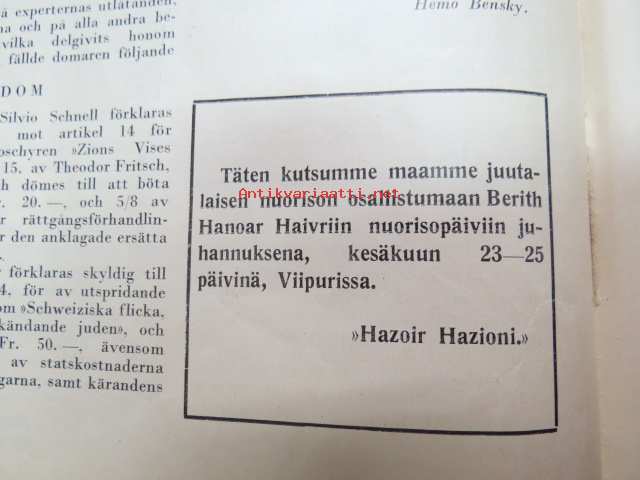 å experternas utlåtanden,
na och på alla andra be-
vilka delgivits honom
fällde domaren följande
DOM
Silvio Schnell förklaras
mot artikel 14 för
oschyren »Zions Vises
15. av Theodor Fritsch,
ch dömes till att böta
r. 20.—, och 5/8 av
r rättgångsförhandlin-
r den anklagade ersätta
förklaras skyldig till
4. för av utspridande
om »Schweiziska flicka,
kändande juden», och
Fr. 50.—, ävensom
av statskostnaderna
garna, samt kärandens
Hemo Bensky.
Täten kutsumme maamme juuta-
laisen nuorison osallistumaan Berith
Antikvariaatti.net
Hanoar Haivriin nuorisopäiviin ju-
hannuksena, kesäkuun 23—25
päivinä, Viipurissa.
»Hazoir Hazioni.»